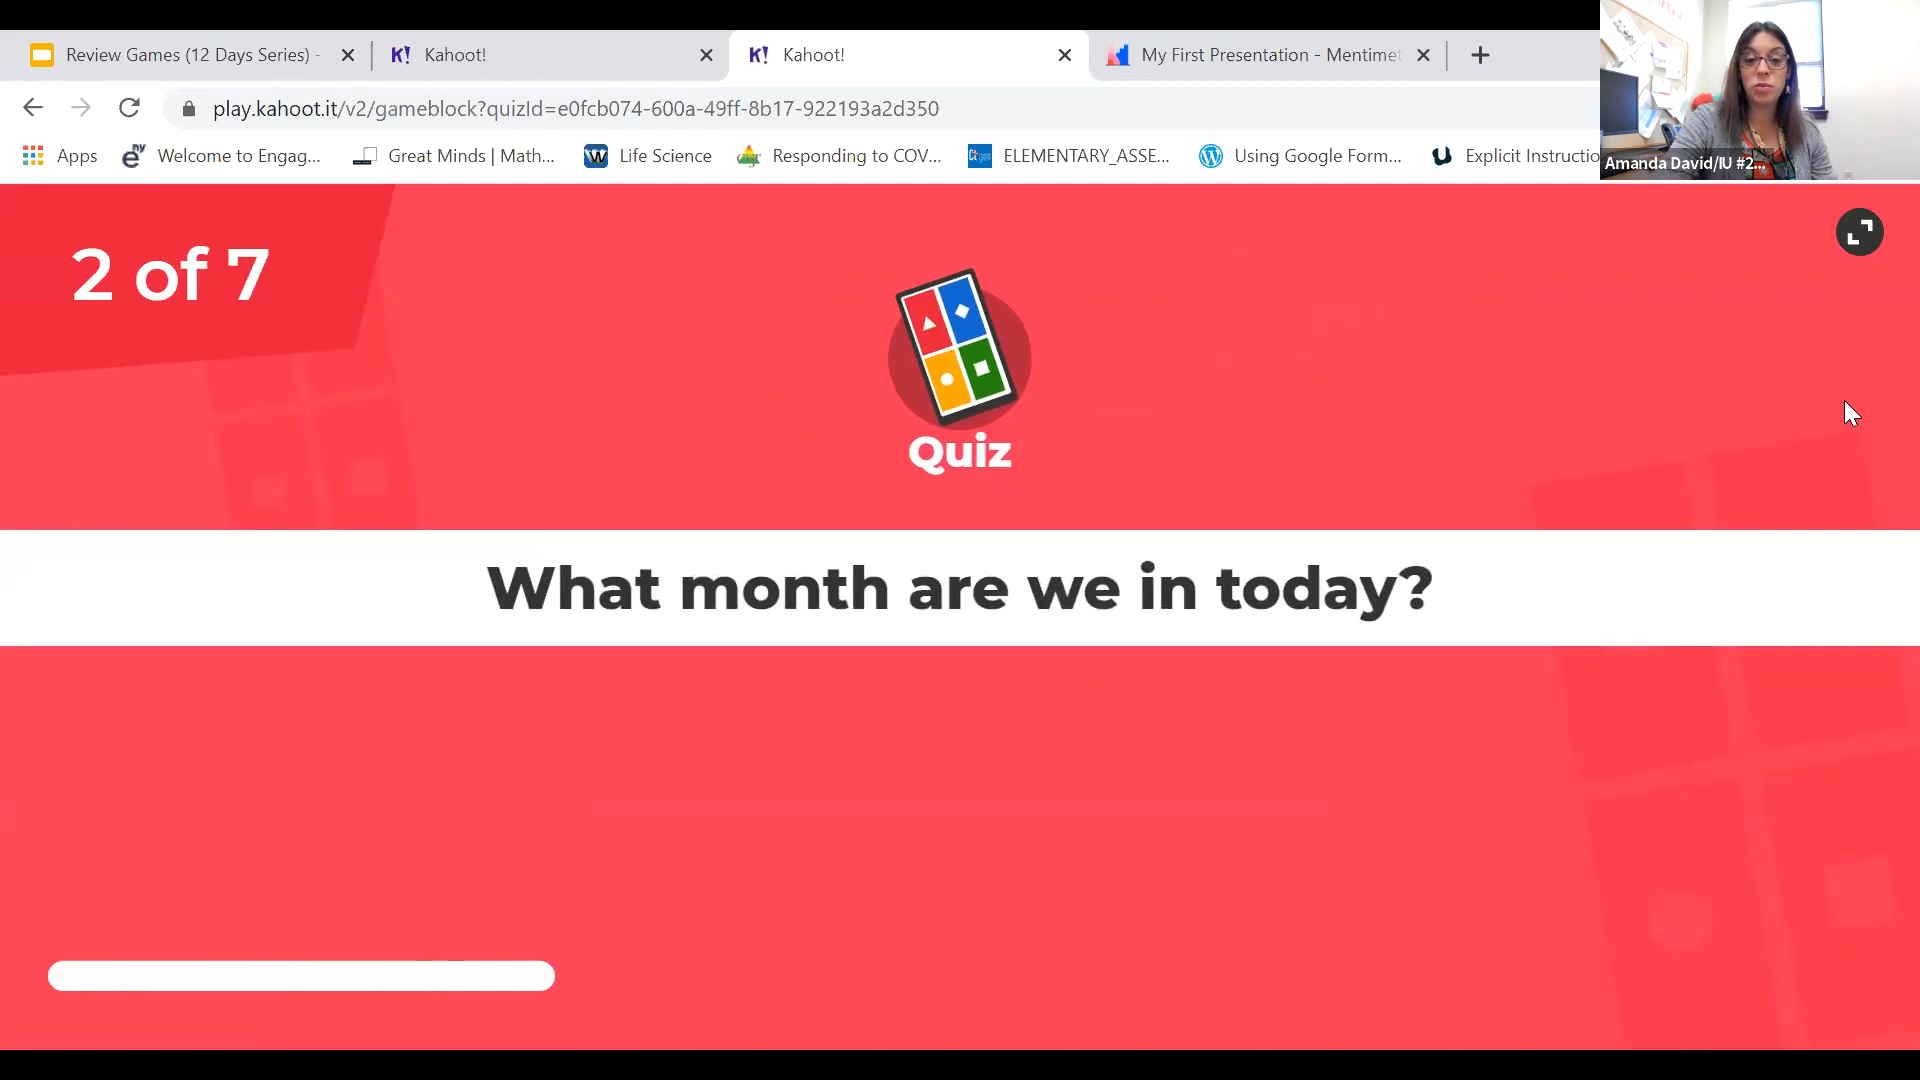 Review Games (12 Days Series) -
Kahoot!
Kahoot!
My First Presentation - Mentimet
play.kahoot.it/v2/gameblock?quizId=e0fcb074-600a-49ff-8b17-922193a2d350
Apps
Welcome to Engag...
Great Minds | Math...
Life Science
Responding to COV...
ELEMENTARY_ASSE...
Using Google Form...
Explicit Instructio
Amanda David/IU #2...
2 of 7
Quiz
What month are we in today?